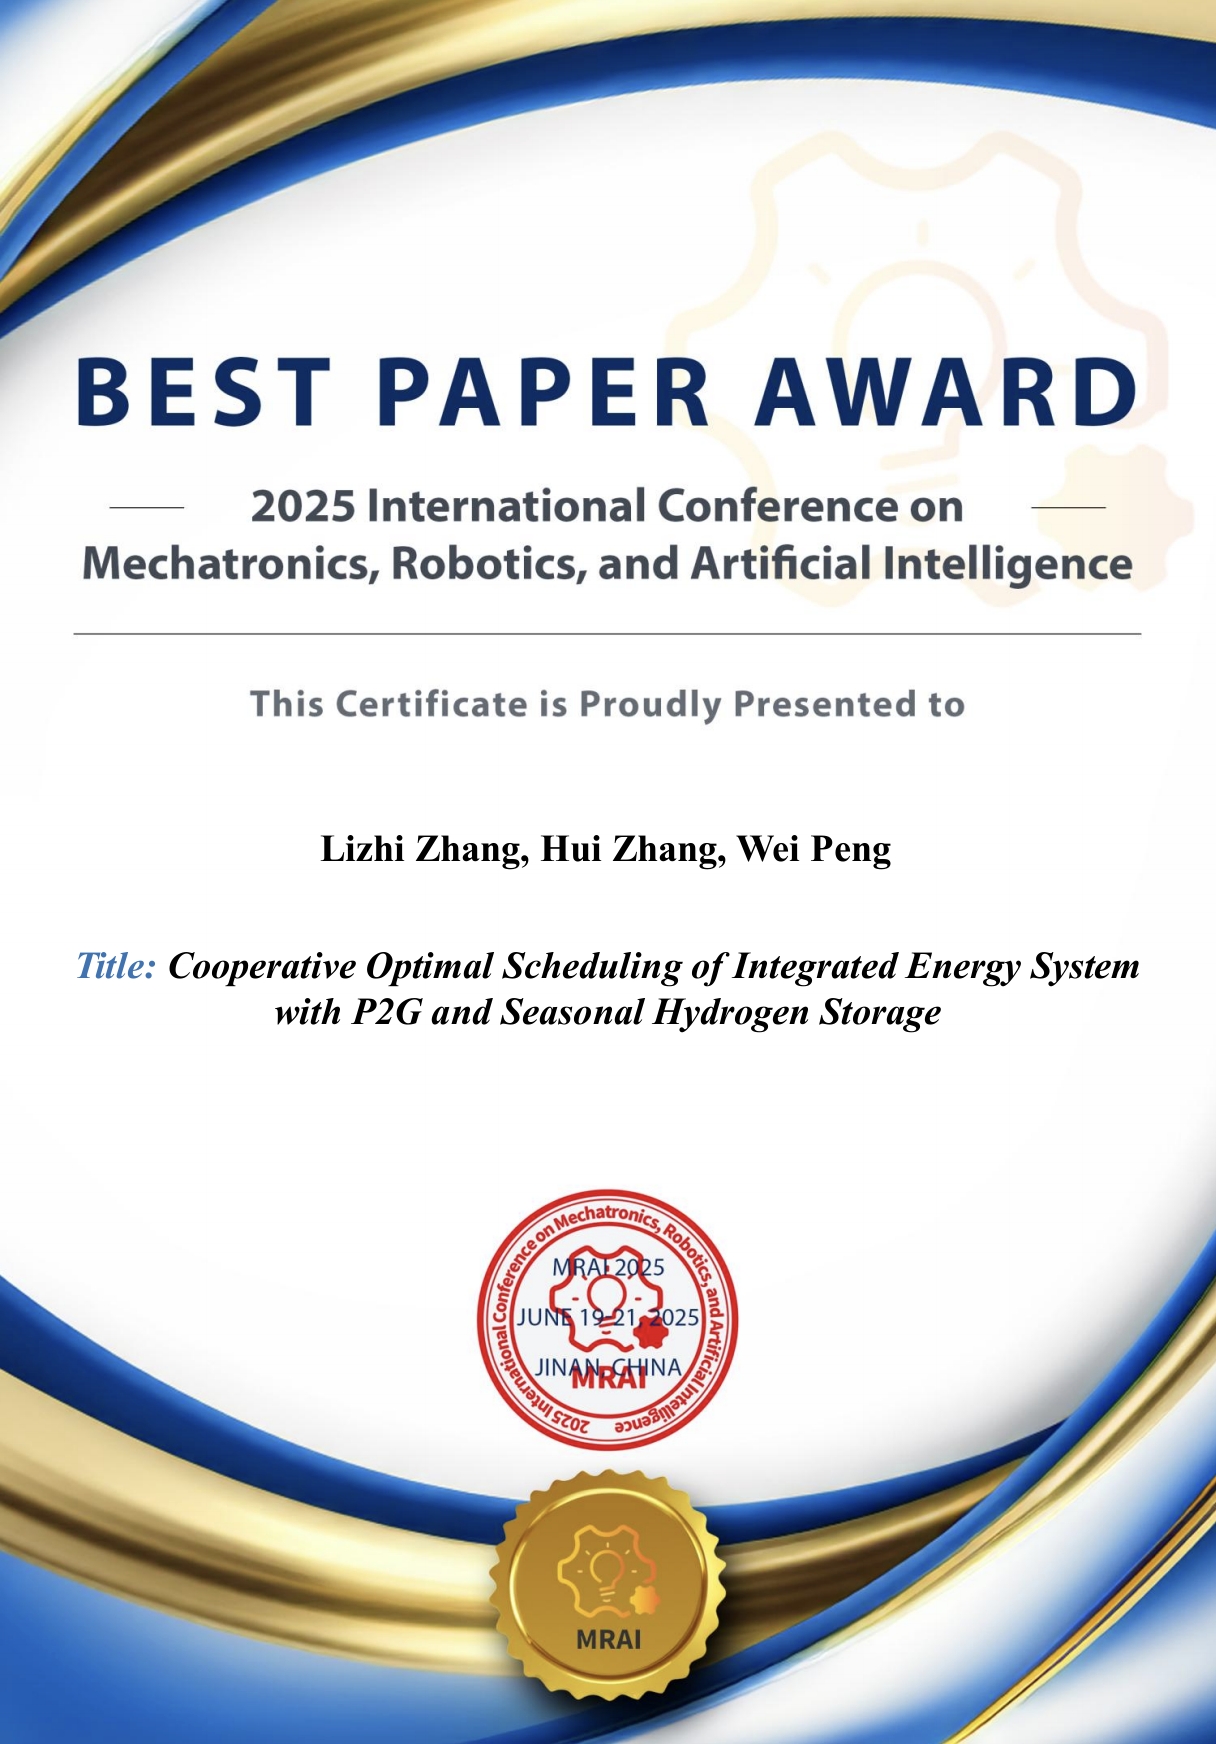 BEST PAPER AWARD
2025 International Conference on
Mechatronics, Robotics, and Artificial Intelligence
This Certificate is Proudly Presented to
Lizhi Zhang, Hui Zhang, Wei Peng
Title: Cooperative Optimal Scheduling of Integrated Energy System
with P2G and Seasonal Hydrogen Storage
2025 International Conference on Mechatronics, Robotics, and Artificial Intelligence
MRAI 2025
JUNE 19-21, 2025
JINAN, CHINA
MRAI
MRAI